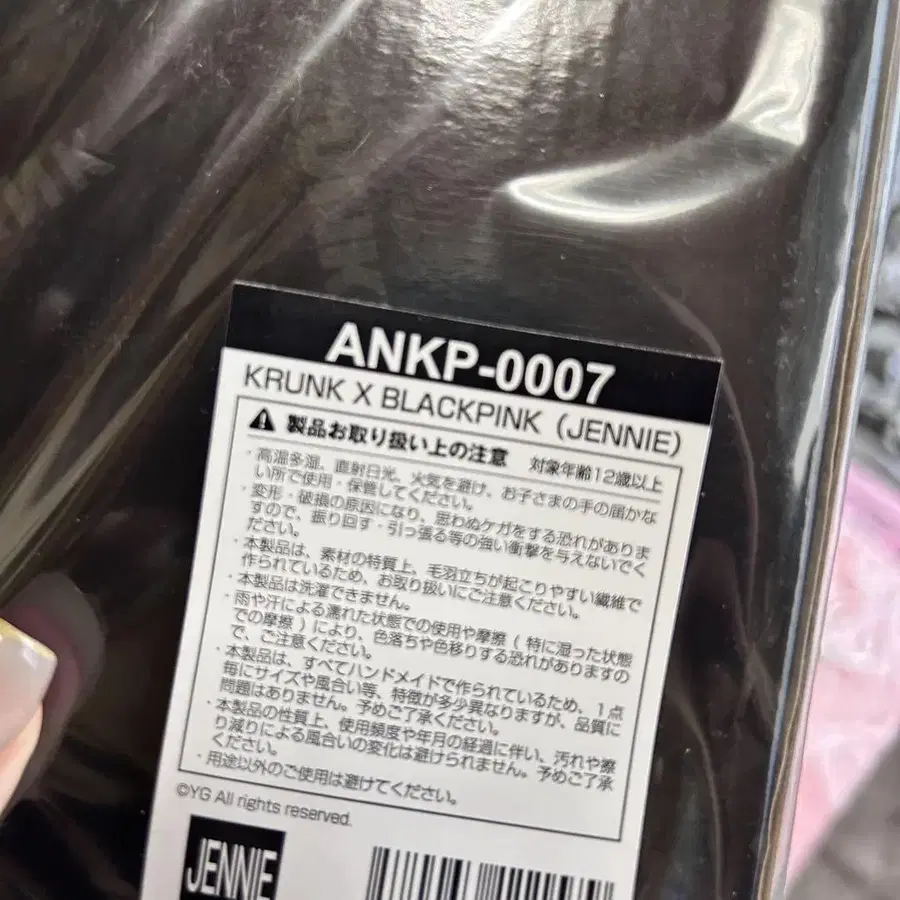 ANKP-0007
KRUNK X BLACKPINK (JENNIE)
製品お取り扱い上の注意 対象年齢12歳以上
・高温多湿、直射日光、火気を避け、お子さまの手の届かな
い所で使用・保管してください。
・変形・破損の原因になり、思わぬケガをする恐れがありま
すので、振り回す・引っ張る等の強い衝撃を与えないでく
ださい。
・本製品は、素材の特質上、毛羽立ちが起こりやすい繊維で
作られているため、お取り扱いにご注意ください。
・本製品は洗濯できません。
・雨や汗による濡れた状態での使用や摩擦(特に湿った状態
での摩擦)により、色落ちや色移りする恐れがありますの
で、ご注意ください。
・本製品は、すべてハンドメイドで作られているため、1点
毎にサイズや風合い等、特徴が多少異なりますが、品質に
問題はありません。予めご了承ください。
・本製品の性質上、使用頻度や年月の経過に伴い、汚れや擦
り減りによる風合いの変化は避けられません。予めご了承
ください。
・用途以外のご使用は避けてください。
©YG All rights reserved.
JENNIE